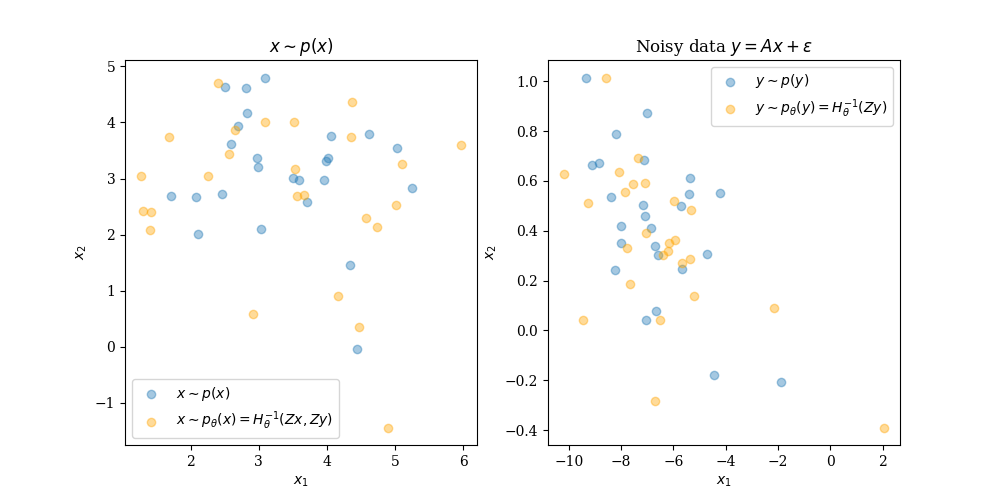 x ∼ p(x)
5
4
3
2
1
0
−1
x₂
2
3
4
5
6
x₁
x ∼ p(x)
x ∼ p_θ(x) = H_θ^{-1}(Zx, Zy)
Noisy data y = Ax + ε
1.0
0.8
0.6
0.4
0.2
0.0
−0.2
−0.4
x₂
−10
−8
−6
−4
−2
0
2
x₁
y ∼ p(y)
y ∼ p_θ(y) = H_θ^{-1}(Zy)